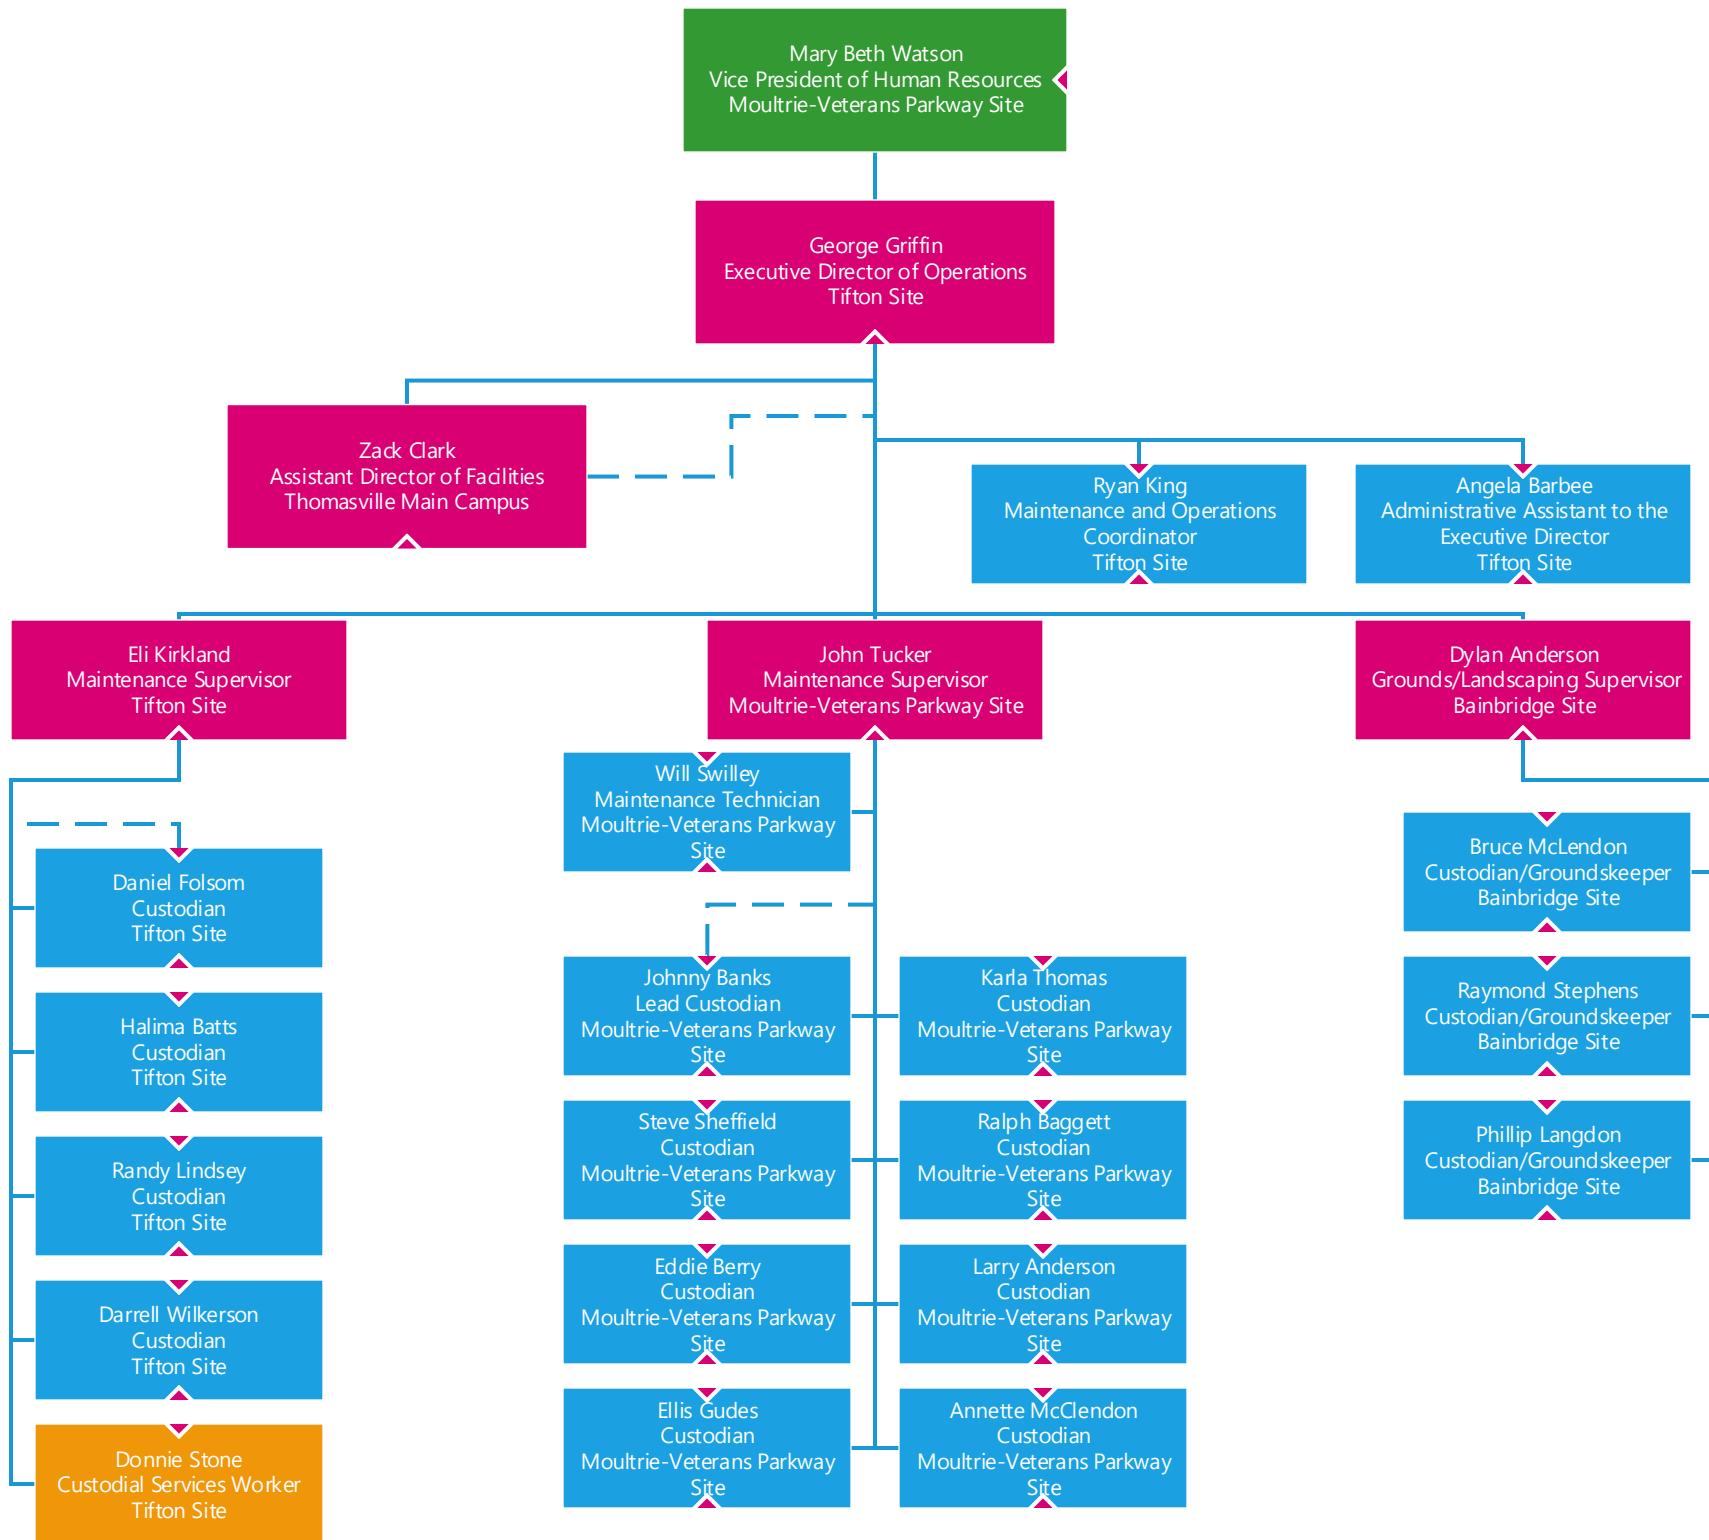 Mary Beth Watson
Vice President of Human Resources
Moultrie-Veterans Parkway Site
George Griffin
Executive Director of Operations
Tifton Site
Zack Clark
Assistant Director of Facilities
Thomasville Main Campus
Ryan King
Maintenance and Operations
Coordinator
Tifton Site
Angela Barbee
Administrative Assistant to the
Executive Director
Tifton Site
Eli Kirkland
Maintenance Supervisor
Tifton Site
John Tucker
Maintenance Supervisor
Moultrie-Veterans Parkway Site
Dylan Anderson
Grounds/Landscaping Supervisor
Bainbridge Site
Daniel Folsom
Custodian
Tifton Site
Halima Batts
Custodian
Tifton Site
Randy Lindsey
Custodian
Tifton Site
Darrell Wilkerson
Custodian
Tifton Site
Donnie Stone
Custodial Services Worker
Tifton Site
Will Swilley
Maintenance Technician
Moultrie-Veterans Parkway
Site
Johnny Banks
Lead Custodian
Moultrie-Veterans Parkway
Site
Karla Thomas
Custodian
Moultrie-Veterans Parkway
Site
Steve Sheffield
Custodian
Moultrie-Veterans Parkway
Site
Ralph Baggett
Custodian
Moultrie-Veterans Parkway
Site
Eddie Berry
Custodian
Moultrie-Veterans Parkway
Site
Larry Anderson
Custodian
Moultrie-Veterans Parkway
Site
Ellis Gudes
Custodian
Moultrie-Veterans Parkway
Site
Annette McClendon
Custodian
Moultrie-Veterans Parkway
Site
Bruce McLendon
Custodian/Groundskeeper
Bainbridge Site
Raymond Stephens
Custodian/Groundskeeper
Bainbridge Site
Phillip Langdon
Custodian/Groundskeeper
Bainbridge Site